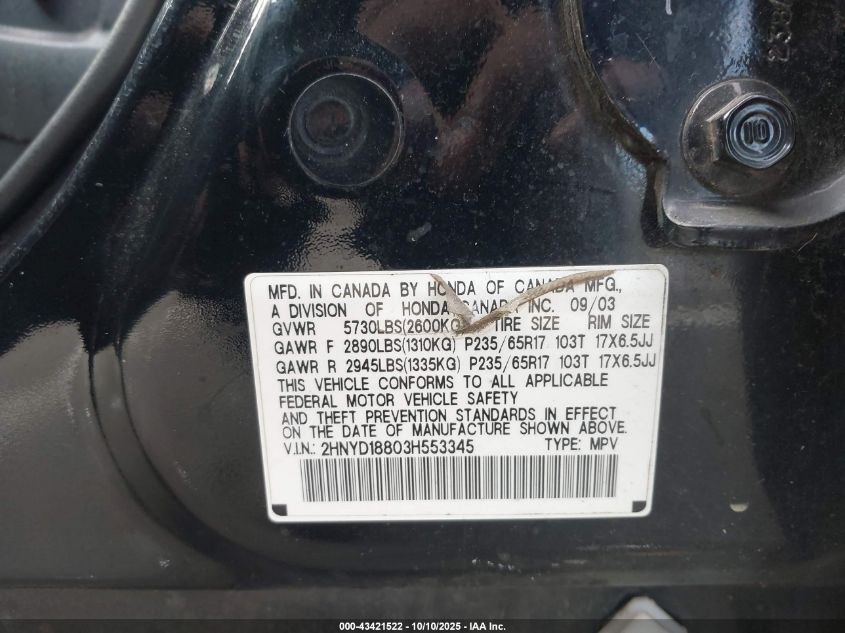 MFD. IN CANADA BY HONDA OF CANADA MFG.,
A DIVISION OF HONDA CANADA INC. 09/03
GVWR 5730LBS(2600KG) TIRE SIZE RIM SIZE
GAWR F 2890LBS(1310KG) P235/65R17 103T 17X6.5JJ
GAWR R 2945LBS(1335KG) P235/65R17 103T 17X6.5JJ
THIS VEHICLE CONFORMS TO ALL APPLICABLE
FEDERAL MOTOR VEHICLE SAFETY
AND THEFT PREVENTION STANDARDS IN EFFECT
ON THE DATE OF MANUFACTURE SHOWN ABOVE.
V.I.N.: 2HNYD18803H553345 TYPE: MPV
000-43421522 - 10/10/2025 - IAA Inc.